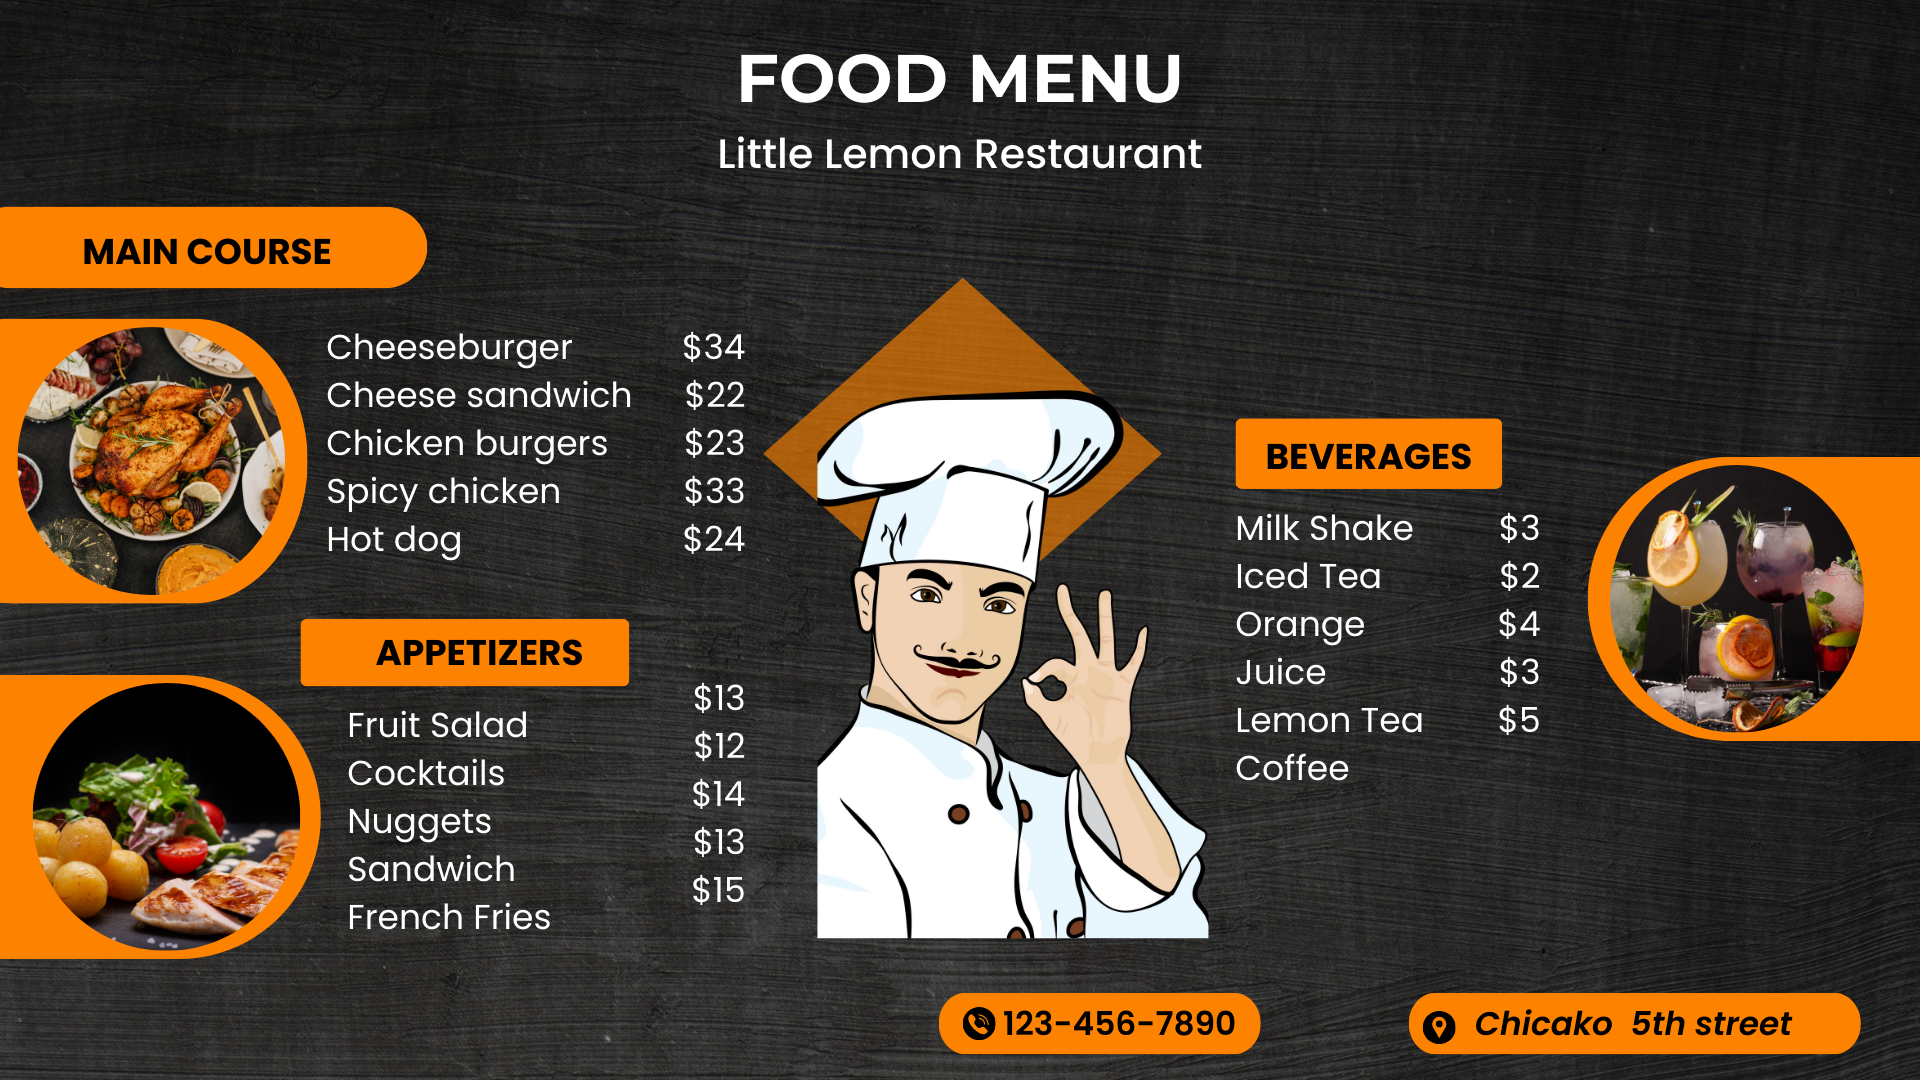 FOOD MENU
Little Lemon Restaurant
MAIN COURSE
Cheeseburger $34
Cheese sandwich $22
Chicken burgers $23
Spicy chicken $33
Hot dog $24
APPETIZERS
$13
Fruit Salad
$12
Cocktails
$14
Nuggets
$13
Sandwich
$15
French Fries
BEVERAGES
Milk Shake $3
Iced Tea $2
Orange $4
Juice $3
Lemon Tea $5
Coffee
123-456-7890
Chicako 5th street